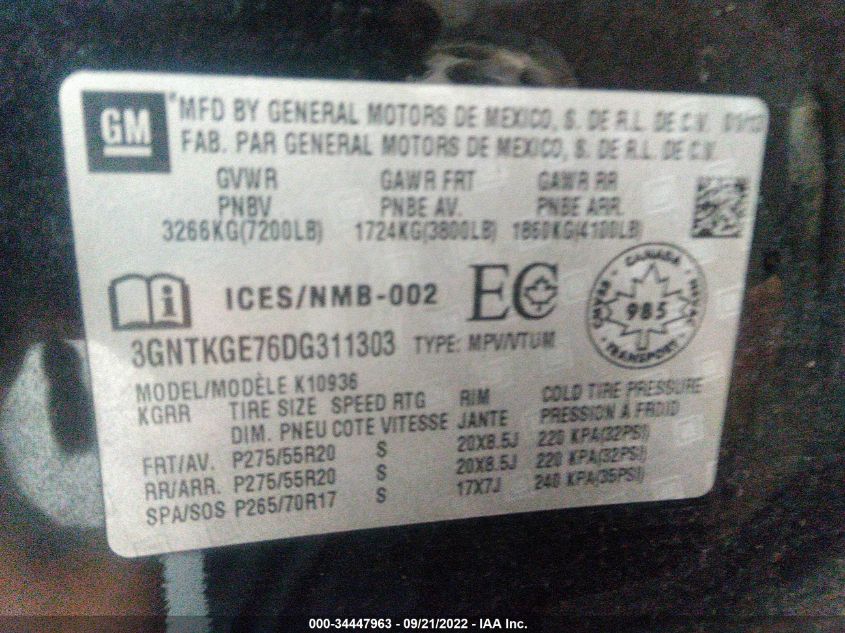 GM
*MFD BY GENERAL MOTORS DE MEXICO, S. DE R.L. DE C.V.
FAB. PAR GENERAL MOTORS DE MEXICO, S. DE R.L. DE C.V.
GVWR GAWR FRT GAWR RR
PNBV PNBE AV. PNBE ARR.
3266KG(7200LB) 1724KG(3800LB) 1860KG(4100LB)
i ICES/NMB-002 EC
CANADA
985
TRANSPORT
3GNTKGE76DG311303 TYPE: MPV/VTUM
MODEL/MODÈLE K10936
KGRR TIRE SIZE SPEED RTG RIM COLD TIRE PRESSURE
DIM. PNEU COTE VITESSE JANTE PRESSION À FROID
FRT/AV. P275/55R20 S 20X8.5J 220 KPA(32PSI)
RR/ARR. P275/55R20 S 20X8.5J 220 KPA(32PSI)
SPA/SOS P265/70R17 S 17X7J 240 KPA(35PSI)
000-34447963 - 09/21/2022 - IAA Inc.